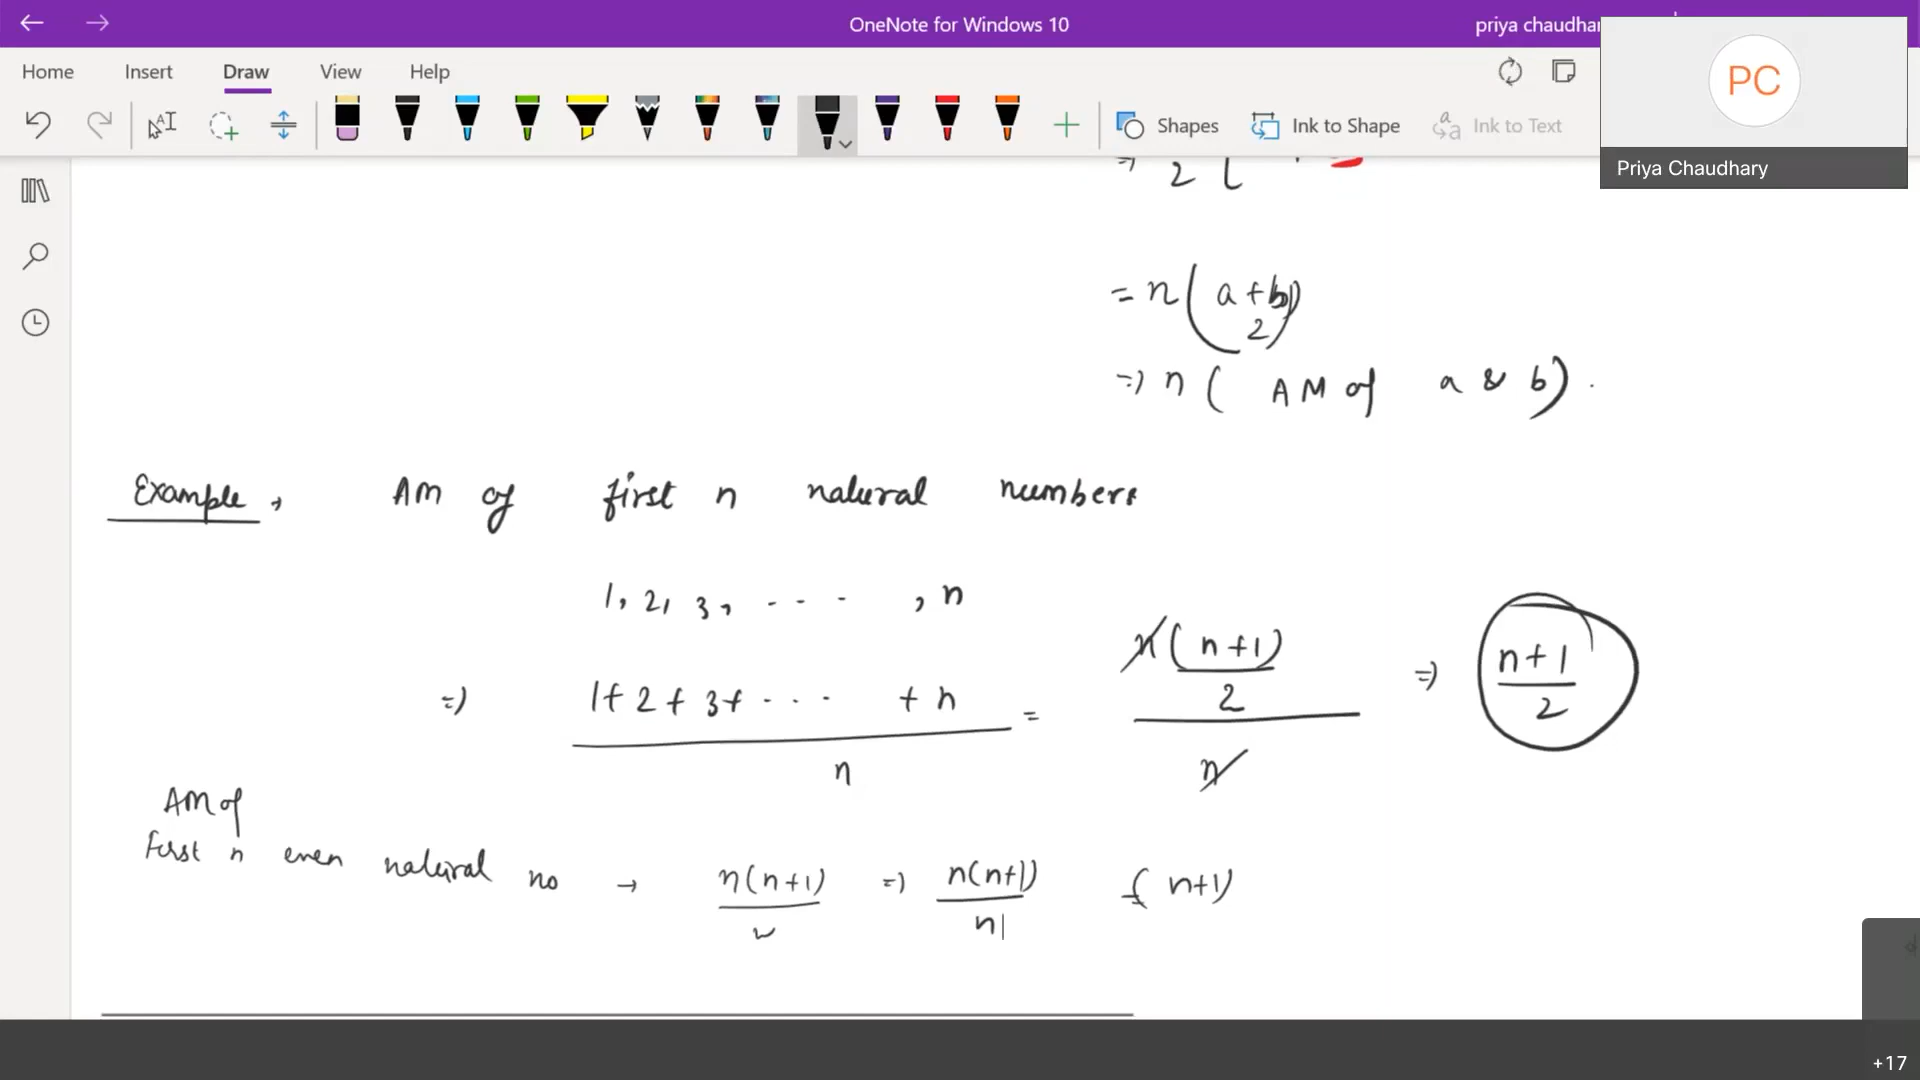 OneNote for Windows 10
priya chaudhar
PC
Priya Chaudhary
Home Insert Draw View Help
Shapes Ink to Shape Ink to Text
⇒ 2 [
= n ( a + b / 2 )
⇒ n ( AM of a & b ) .
Example, AM of first n natural numbers
1, 2, 3, ... , n
⇒ 1 + 2 + 3 + ... + n / n = n ( n + 1 ) / 2 / n ⇒ n + 1 / 2
AM of
First n even natural no → n ( n + 1 ) / ⇒ n ( n + 1 ) / n ( n + 1 )
+17